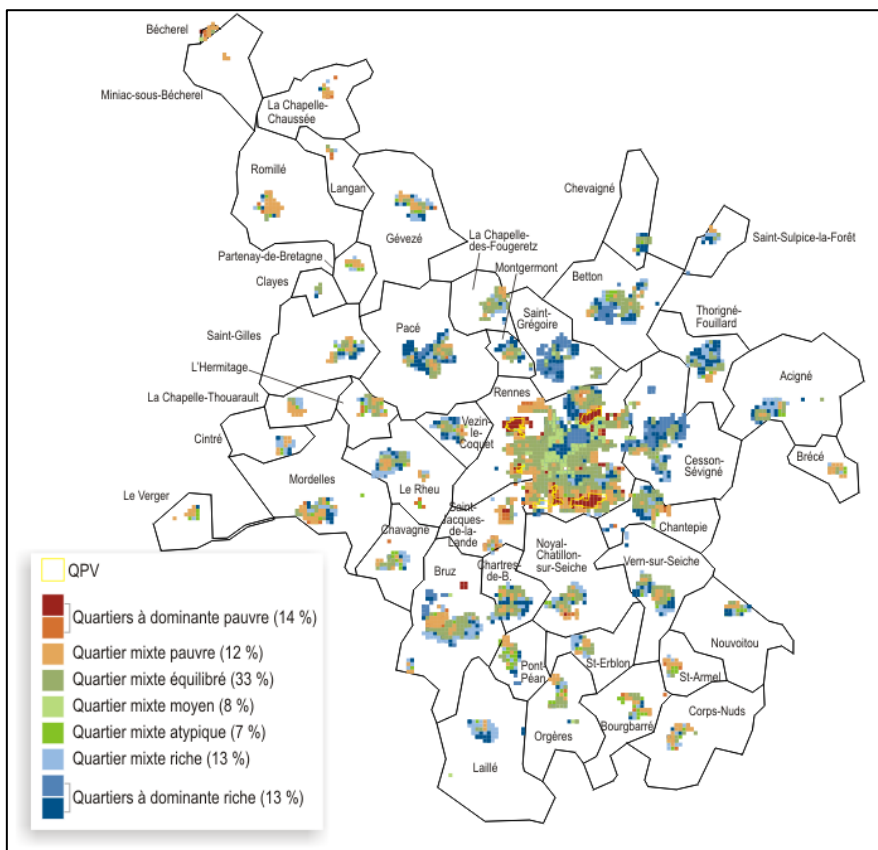 Bécherel
Miniac-sous-Bécherel
La Chapelle-
Chaussée
Romillé
Langan
Gévezé
Partenay-de-Bretagne
Clayes
La Chapelle-
des-Fougeretz
Montgermont
Chevaigné
Saint-Sulpice-la-Forêt
Betton
Saint-
Grégoire
Thorigné-
Fouillard
Saint-Gilles
Pacé
L'Hermitage
La Chapelle-Thouarault
Rennes
Acigné
Cintré
Vezin-
le-
Coquet
Cesson-
Sévigné
Brécé
Mordelles
Le Rheu
Le Verger
Saint-
Jacques-
de-la-
Lande
Chantepie
Chavagne
Noyal-
Chatillon-
sur-Seiche
Bruz
Chartres-
de-B.
Vern-sur-Seiche
Nouvoitou
Pont-
Péan
St-Erblon
St-Armel
Laillé
Orgères
Bourgbarré
Corps-Nuds
QPV
Quartiers à dominante pauvre (14 %)
Quartier mixte pauvre (12 %)
Quartier mixte équilibré (33 %)
Quartier mixte moyen (8 %)
Quartier mixte atypique (7 %)
Quartier mixte riche (13 %)
Quartiers à dominante riche (13 %)